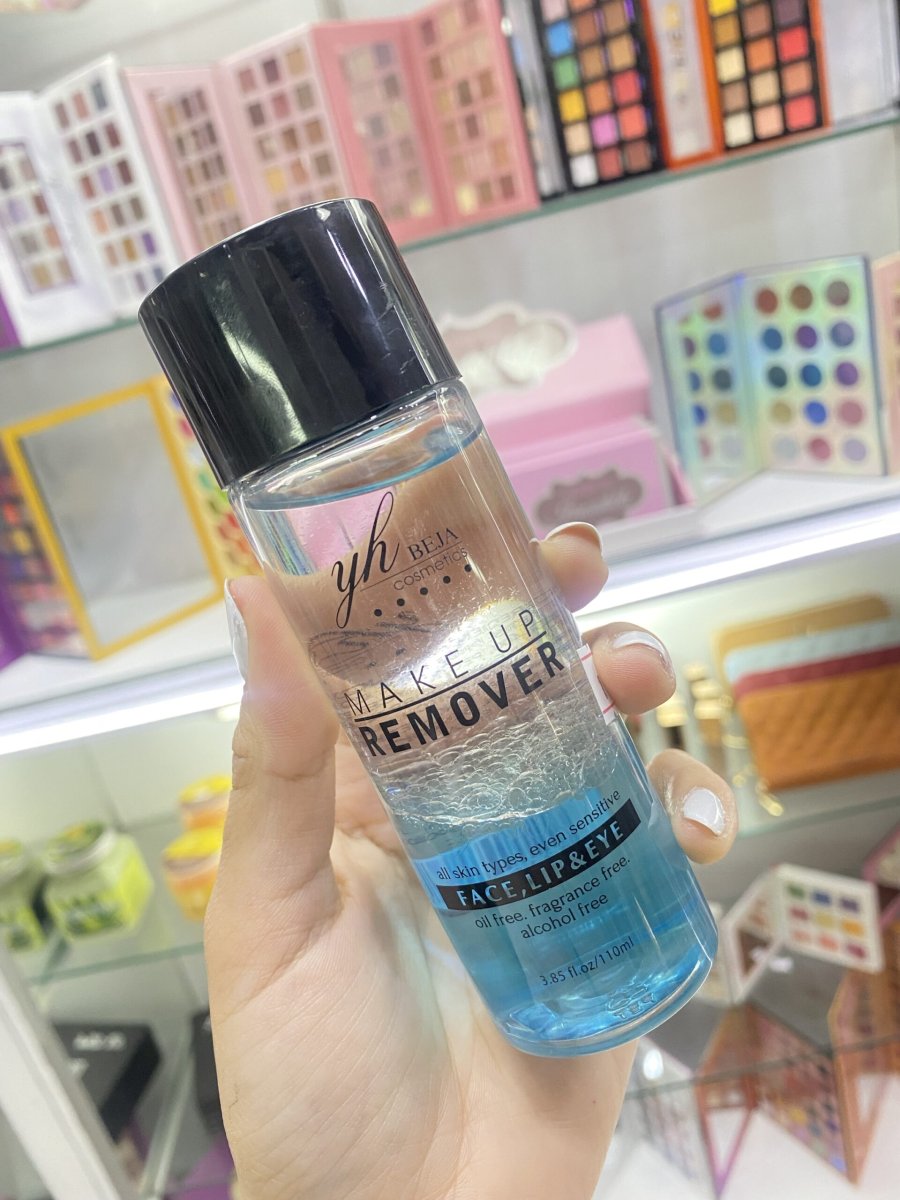 yh BEJA
cosmetics
MAKE UP
REMOVER
all skin types, even sensitive
FACE,LIP&EYE
oil free. fragrance free.
alcohol free
3.85 fl.oz/110ml